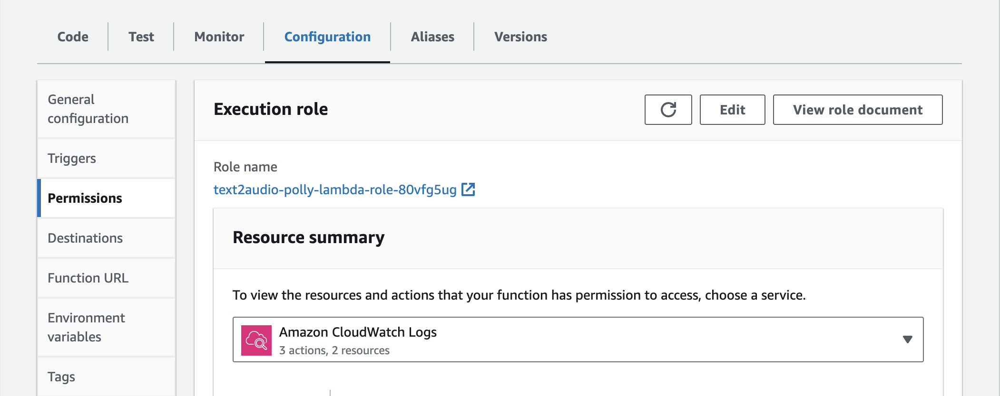 Code
Test
Monitor
Configuration
Aliases
Versions
General
configuration
Triggers
Permissions
Destinations
Function URL
Environment
variables
Tags
Execution role
Edit
View role document
Role name
text2audio-polly-lambda-role-80vfg5ug
Resource summary
To view the resources and actions that your function has permission to access, choose a service.
Amazon CloudWatch Logs
3 actions, 2 resources